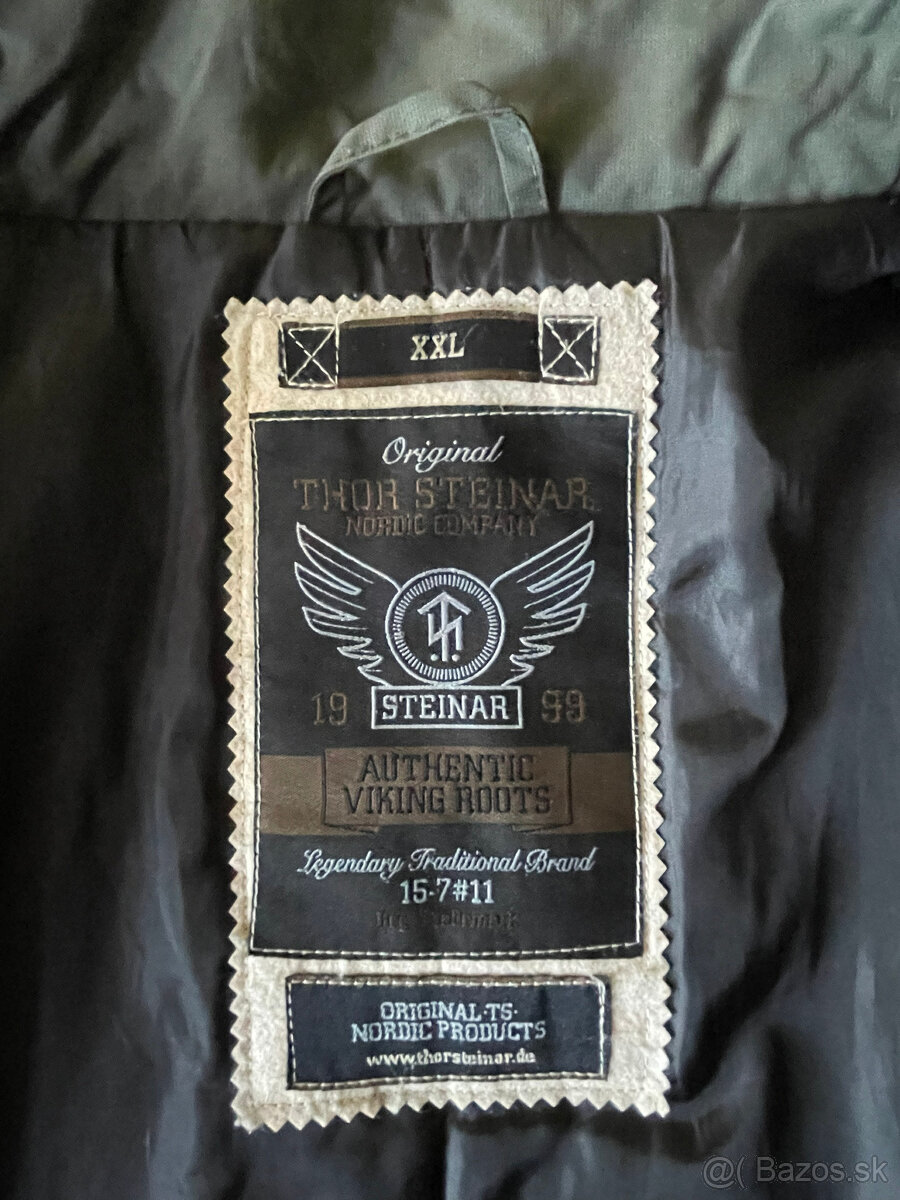 XXL
Original
THOR STEINAR
NORDIC COMPANY
STEINAR
19 99
AUTHENTIC
VIKING ROOTS
Legendary Traditional Brand
15-7#11
ORIGINAL·TS·
NORDIC PRODUCTS
www.thorsteinar.de
@( Bazos.sk